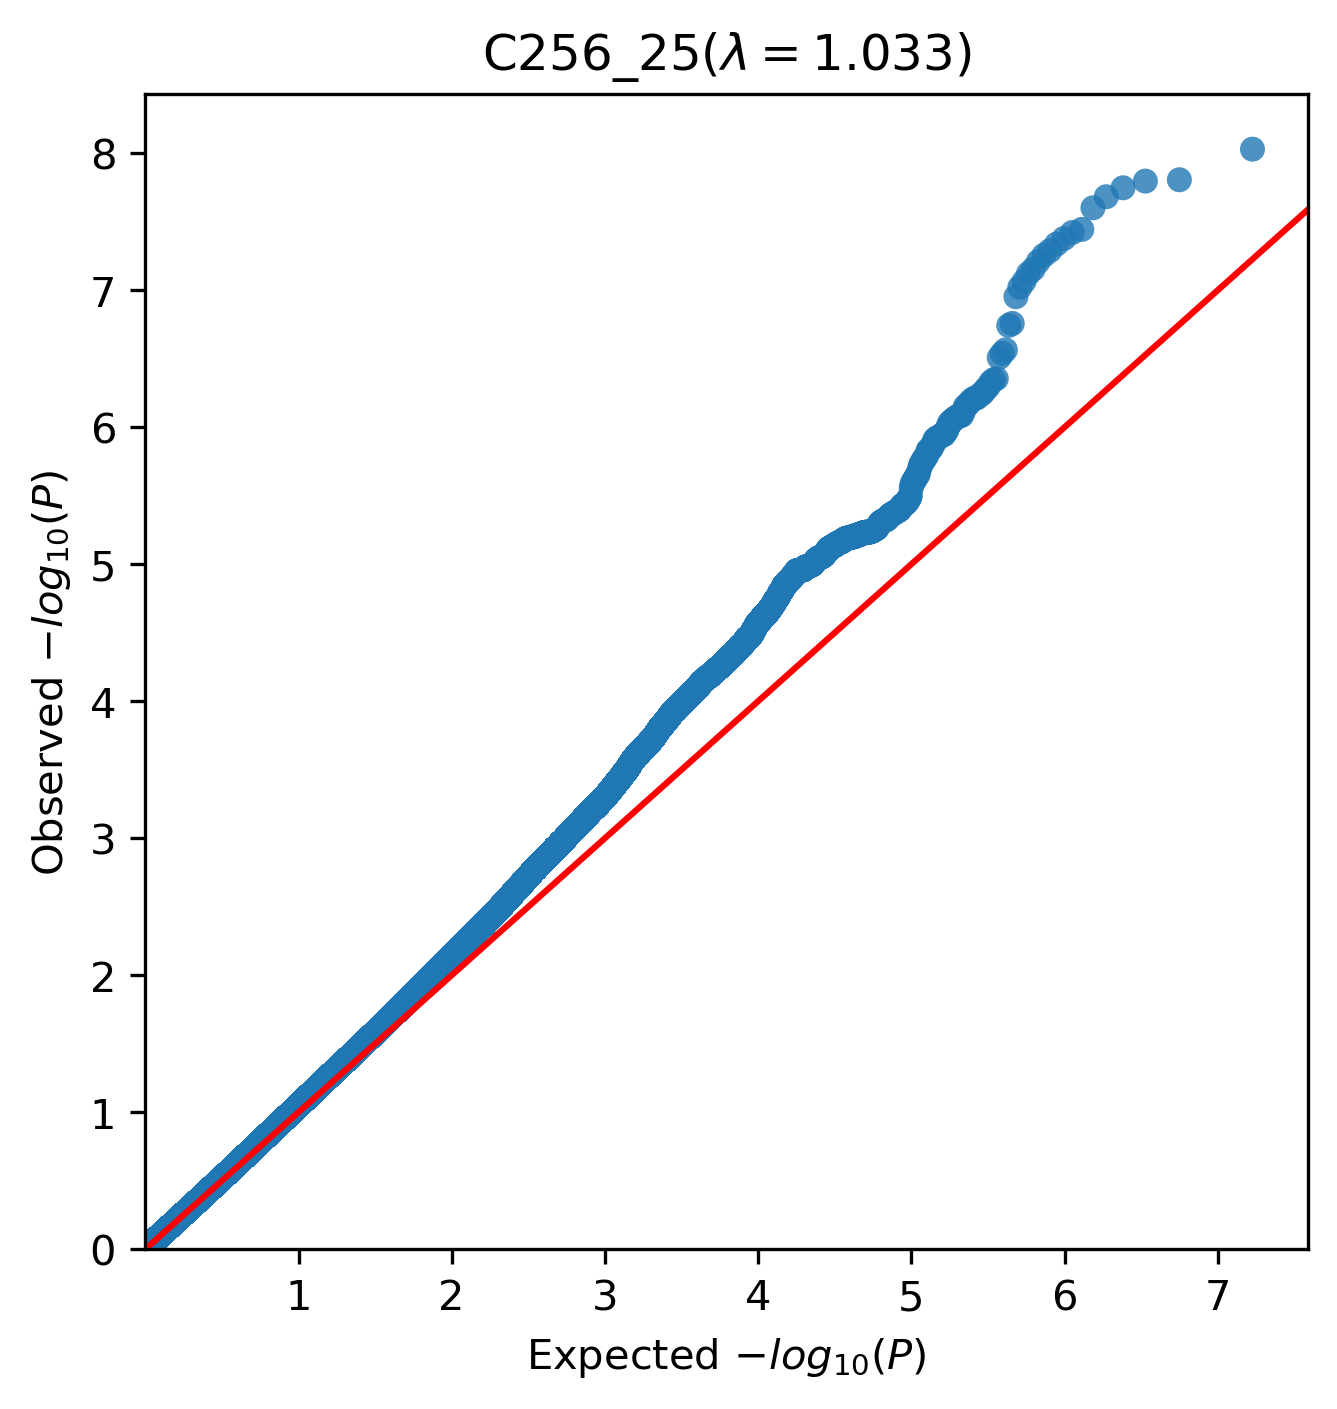 C256_25(λ = 1.033)
8
7
6
5
4
3
2
1
0
Observed −log₁₀(P)
1 2 3 4 5 6 7
Expected −log₁₀(P)